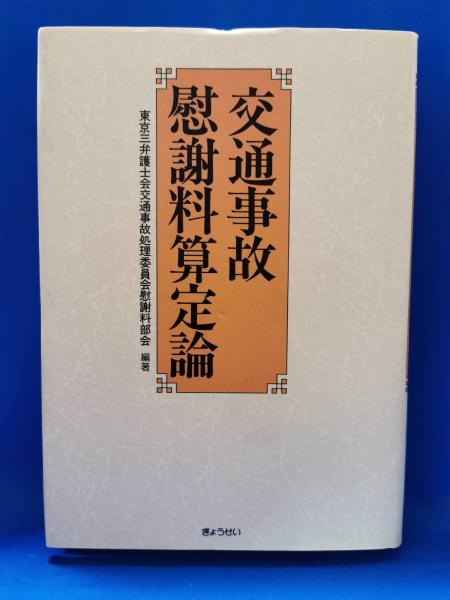 交通事故
慰謝料算定論
東京三弁護士会交通事故処理委員会慰謝料部会 編著
ぎょうせい